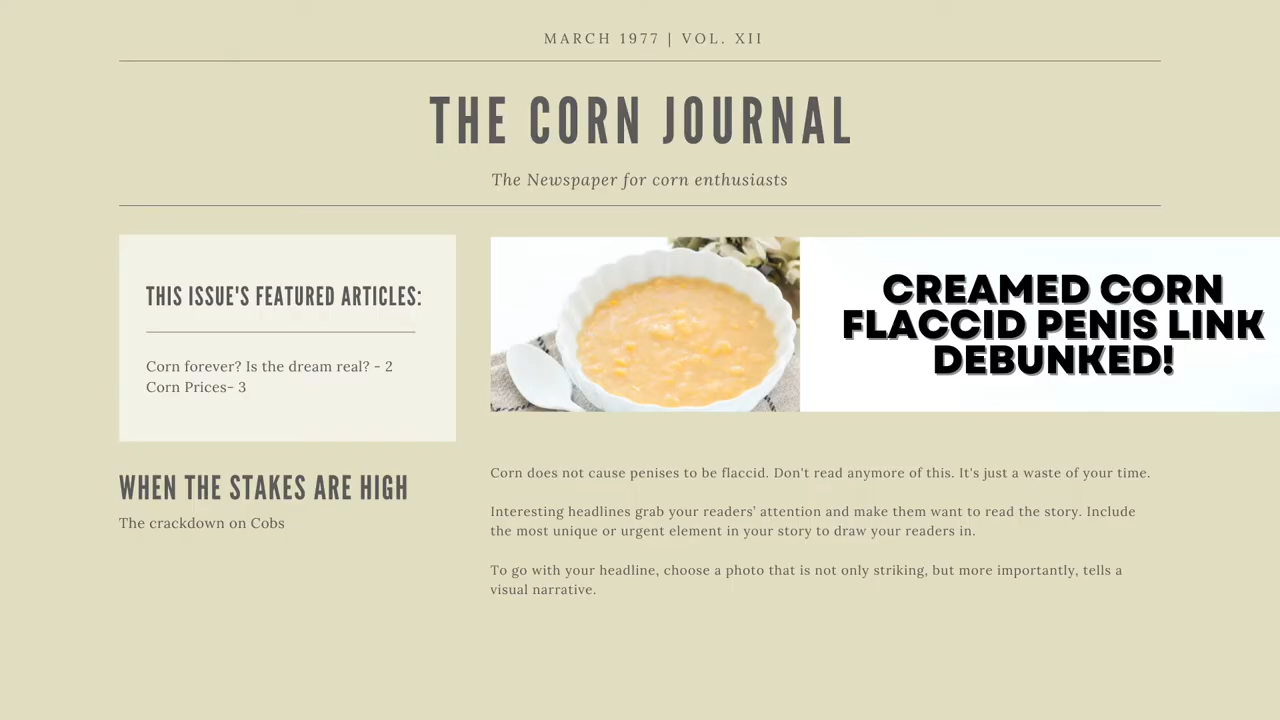 MARCH 1977 | VOL. XII
THE CORN JOURNAL
The Newspaper for corn enthusiasts
THIS ISSUE'S FEATURED ARTICLES:
Corn forever? Is the dream real? - 2
Corn Prices- 3
WHEN THE STAKES ARE HIGH
The crackdown on Cobs
CREAMED CORN
FLACCID PENIS LINK
DEBUNKED!
Corn does not cause penises to be flaccid. Don't read anymore of this. It's just a waste of your time.
Interesting headlines grab your readers' attention and make them want to read the story. Include
the most unique or urgent element in your story to draw your readers in.
To go with your headline, choose a photo that is not only striking, but more importantly, tells a
visual narrative.